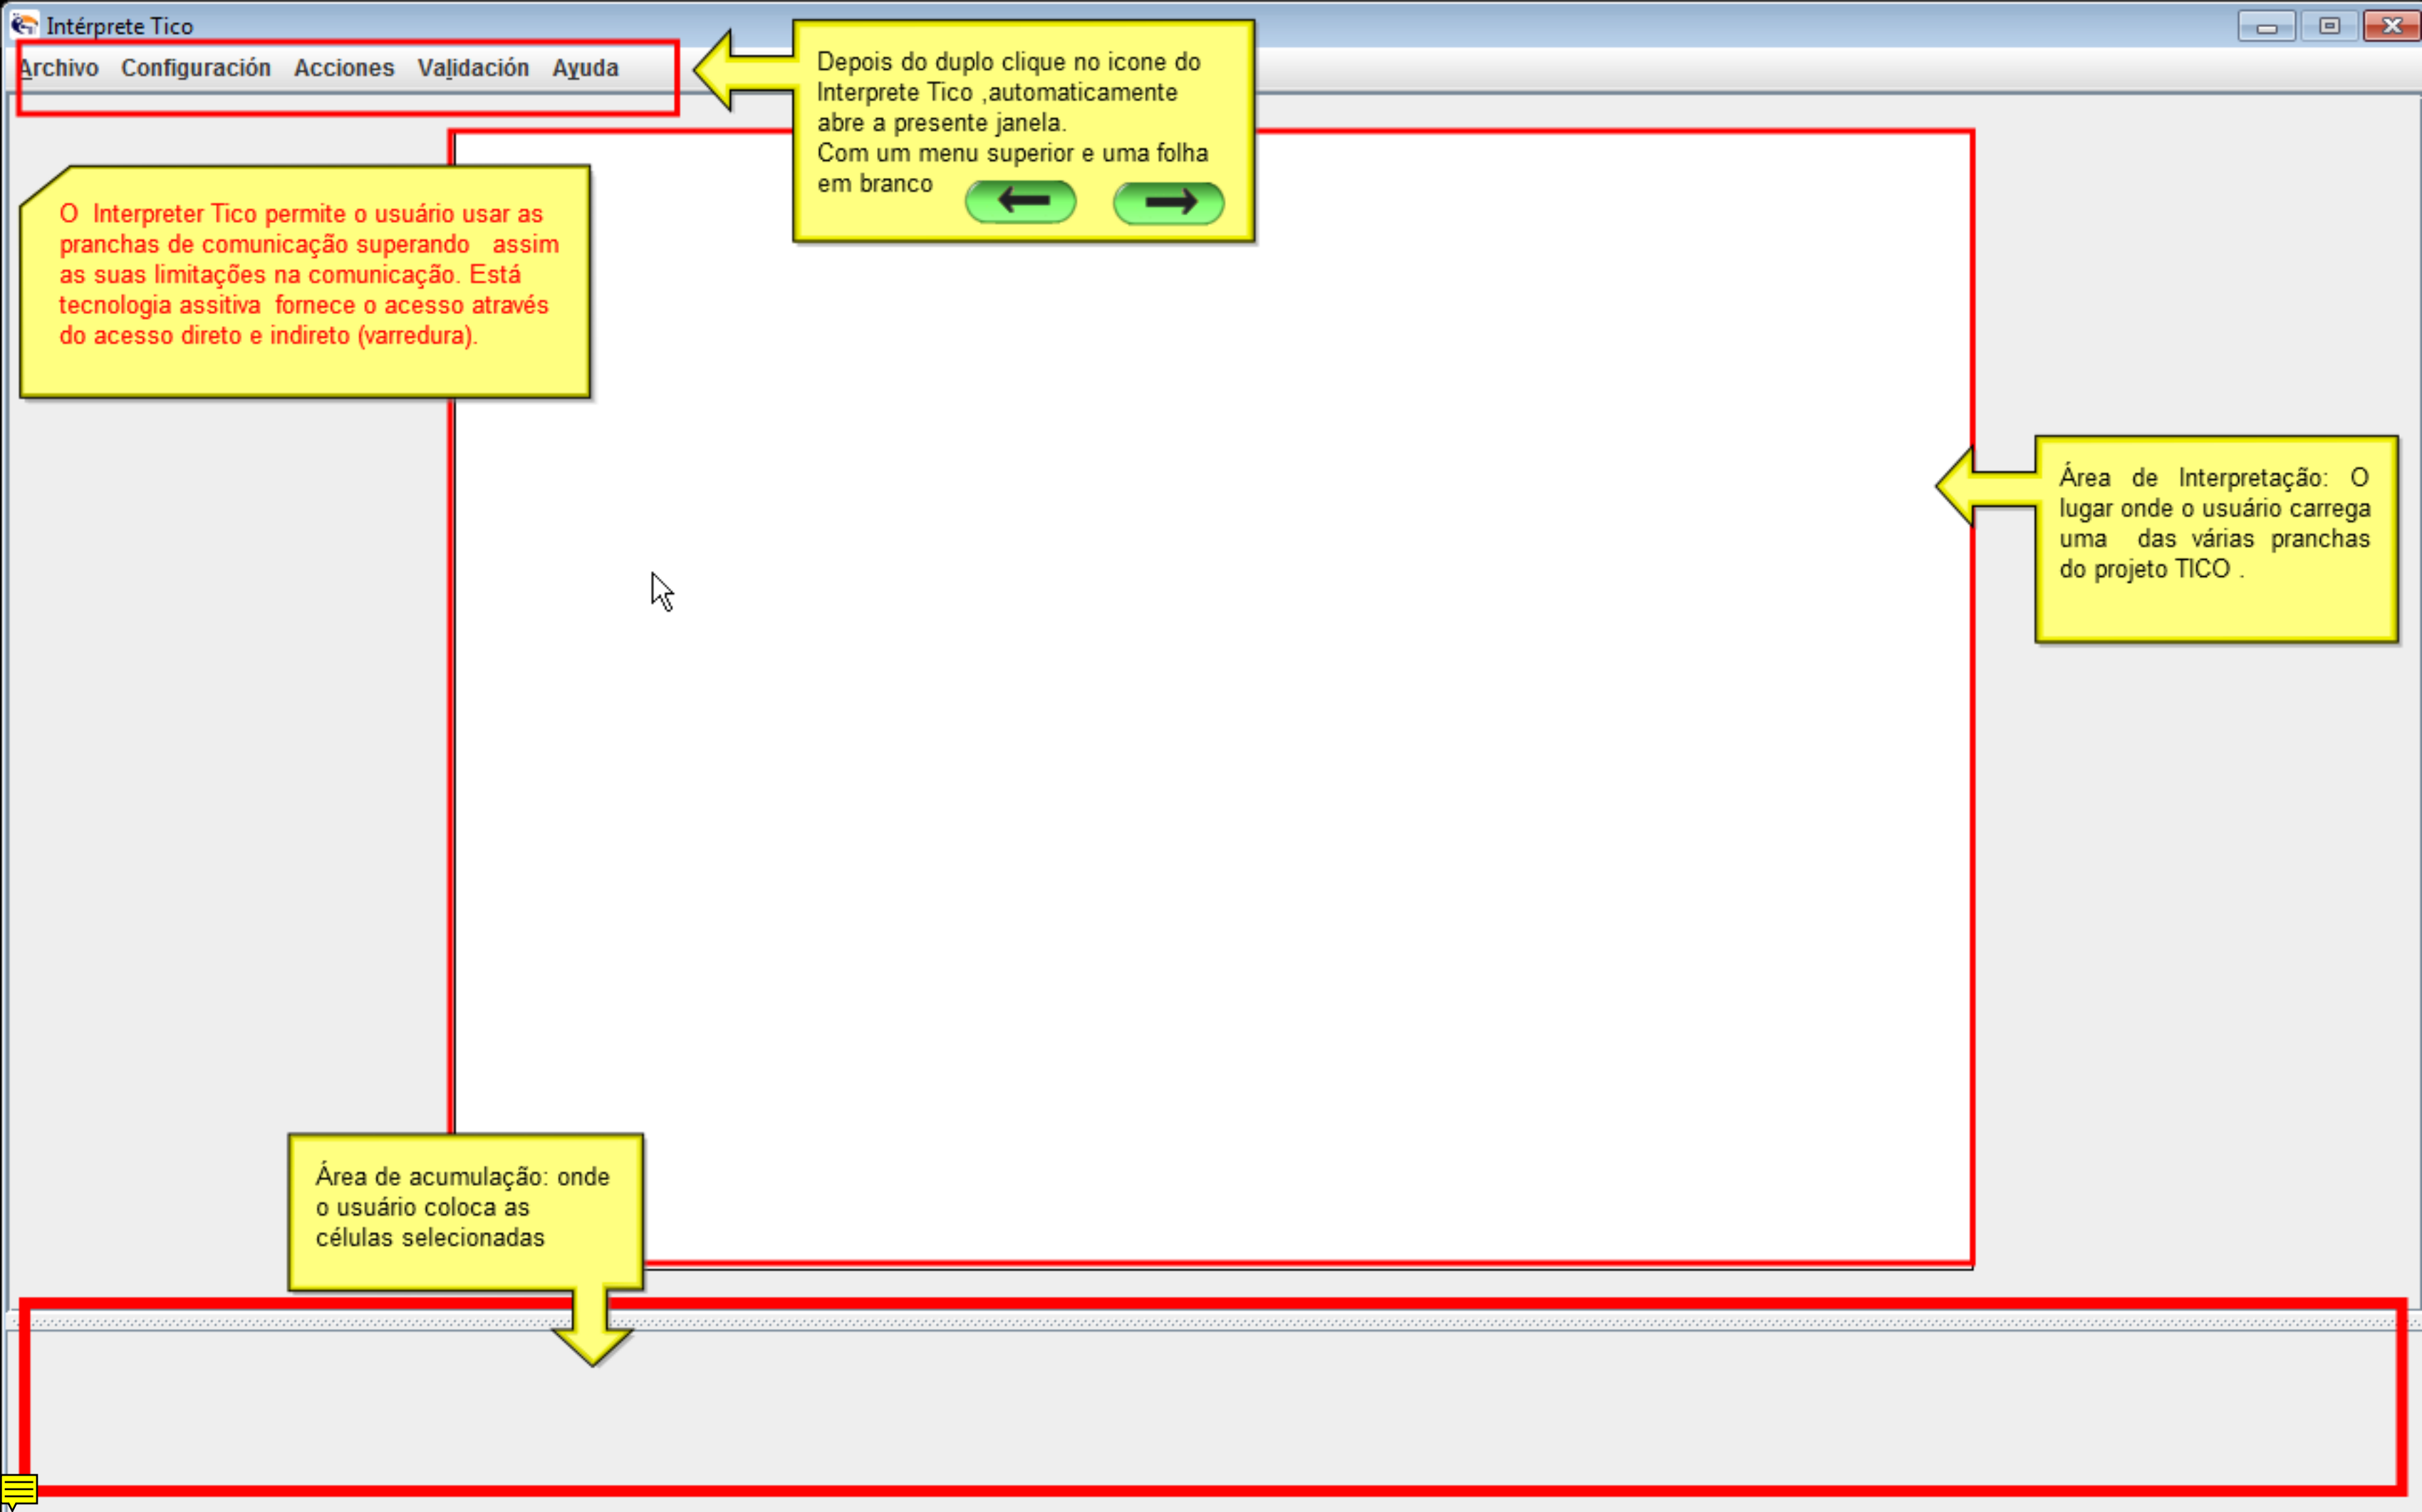 Intérprete Tico
Archivo Configuración Acciones Validación Ayuda
Depois do duplo clique no icone do
Interprete Tico ,automaticamente
abre a presente janela.
Com um menu superior e uma folha
em branco
O Interpreter Tico permite o usuário usar as
pranchas de comunicação superando assim
as suas limitações na comunicação. Está
tecnologia assitiva fornece o acesso através
do acesso direto e indireto (varredura).
Área de Interpretação: O
lugar onde o usuário carrega
uma das várias pranchas
do projeto TICO .
Área de acumulação: onde
o usuário coloca as
células selecionadas